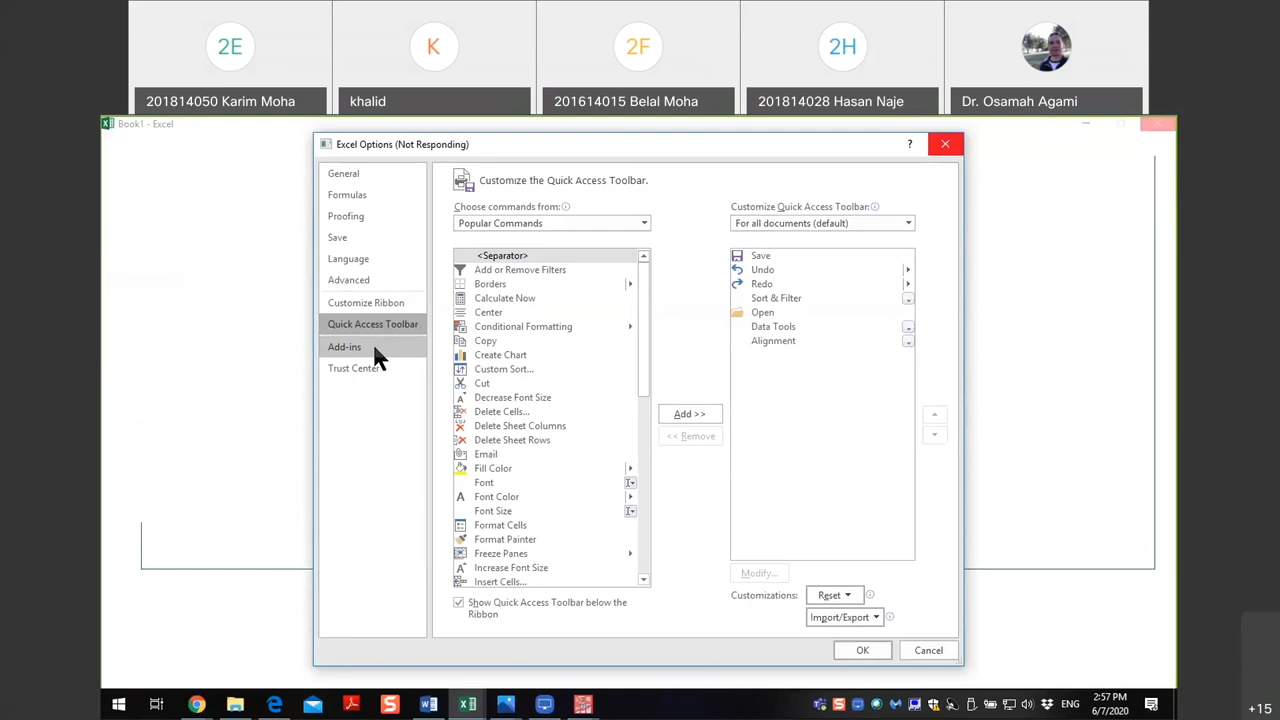 2E
K
2F
2H
201814050 Karim Moha
khalid
201614015 Belal Moha
201814028 Hasan Naje
Dr. Osamah Agami
Book1 - Excel
Excel Options (Not Responding)
?
General
Formulas
Proofing
Save
Language
Advanced
Customize Ribbon
Quick Access Toolbar
Add-ins
Trust Center
Customize the Quick Access Toolbar.
Choose commands from:
Popular Commands
<Separator>
Add or Remove Filters
Borders
Calculate Now
Center
Conditional Formatting
Copy
Create Chart
Custom Sort...
Cut
Decrease Font Size
Delete Cells...
Delete Sheet Columns
Delete Sheet Rows
Email
Fill Color
Font
Font Color
Font Size
Format Cells
Format Painter
Freeze Panes
Increase Font Size
Insert Cells...
Show Quick Access Toolbar below the
Ribbon
Add >>
<< Remove
Customize Quick Access Toolbar:
For all documents (default)
Save
Undo
Redo
Sort & Filter
Open
Data Tools
Alignment
Modify...
Customizations:
Reset
Import/Export
OK
Cancel
ENG
2:57 PM
6/7/2020
+15